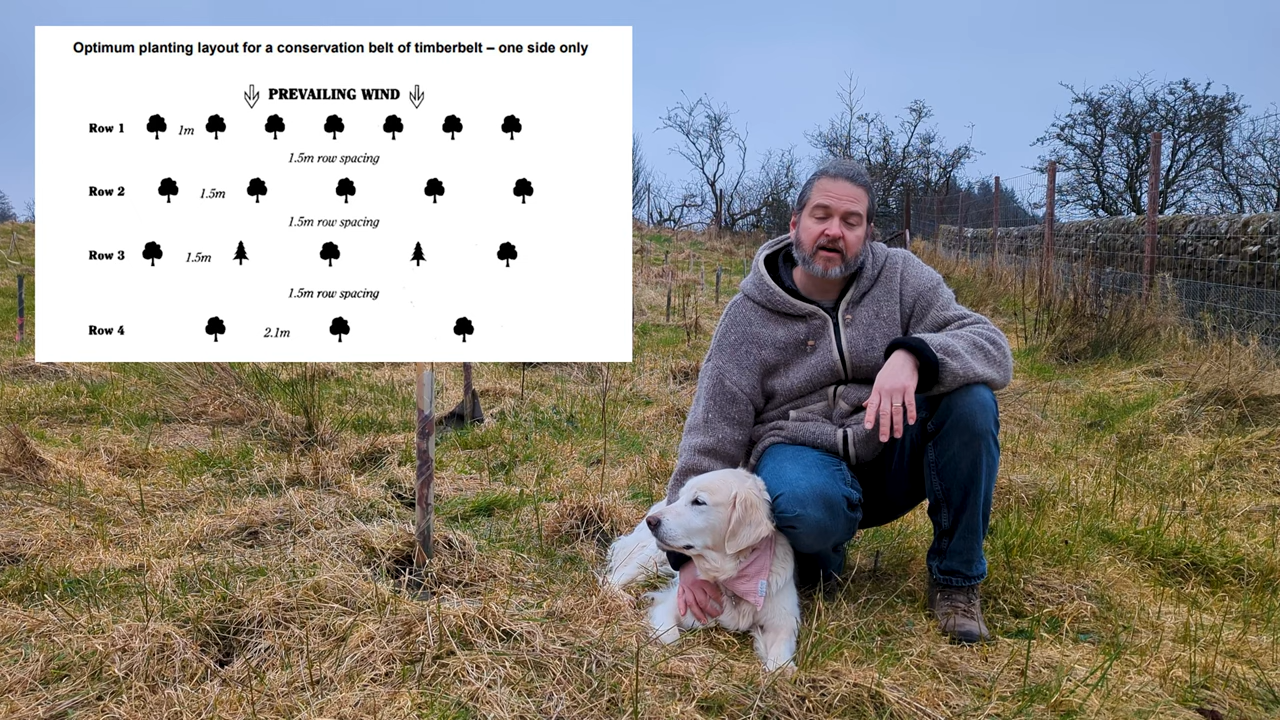 Optimum planting layout for a conservation belt of timberbelt – one side only
PREVAILING WIND
Row 1
1m
1.5m row spacing
Row 2
1.5m
1.5m row spacing
Row 3
1.5m
1.5m row spacing
Row 4
2.1m